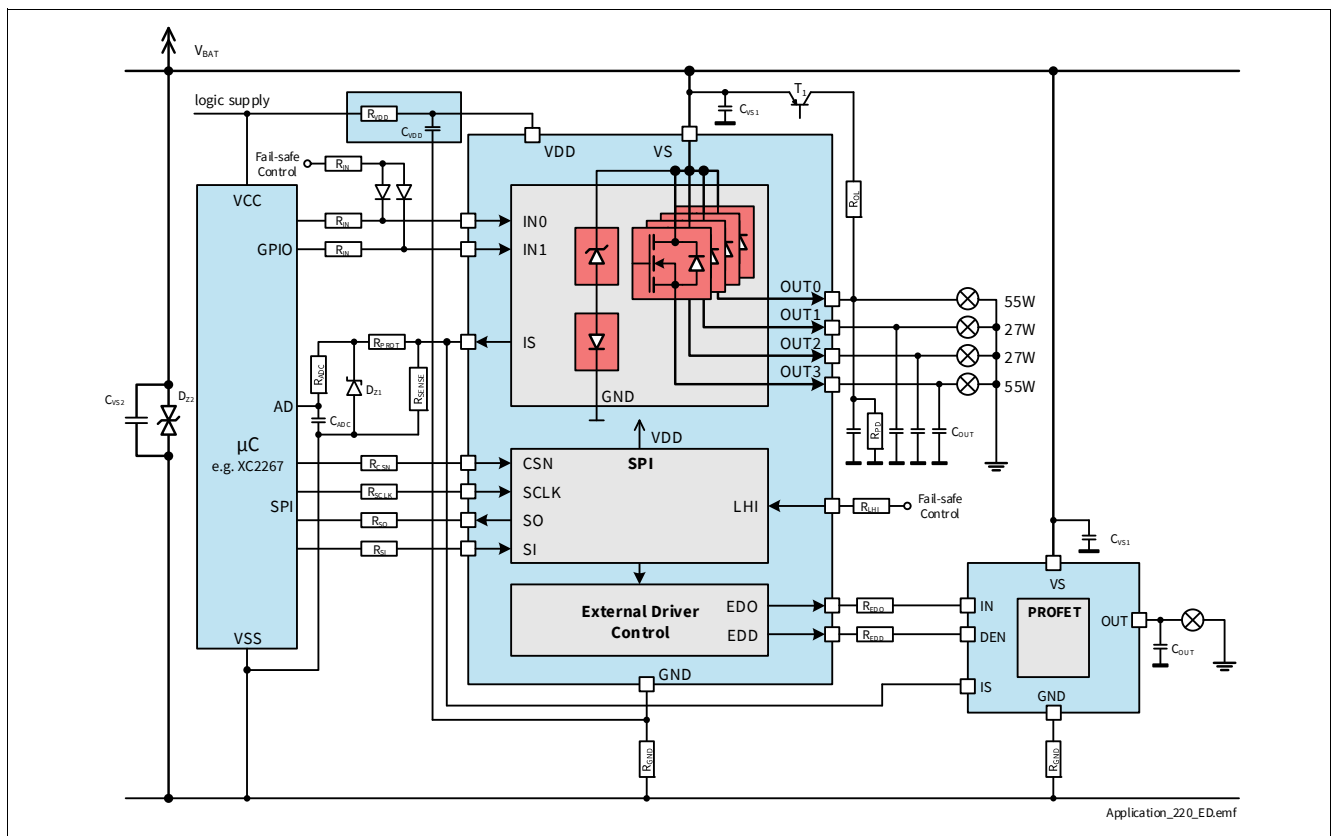 VBAT
logic supply
RVDD
CVDD
T1
CVS1
VDD
VS
Fail-safe
Control
RIN
VCC
RIN
IN0
GPIO
RIN
IN1
ROL
OUT0
55W
OUT1
27W
OUT2
27W
OUT3
55W
IS
RPROT
RADC
DZ1
RSENSE
GND
CVS2
DZ2
AD
CADC
RPD
COUT
µC
e.g. XC2267
VDD
SPI
RCSN
CSN
RSCLK
SCLK
SPI
RSO
SO
RSI
SI
LHI
RLHI
Fail-safe
Control
CVS1
VS
External Driver
Control
EDO
REDO
IN
EDD
REDD
DEN
PROFET
OUT
COUT
VSS
GND
IS
GND
RGND
RGND
Application_220_ED.emf